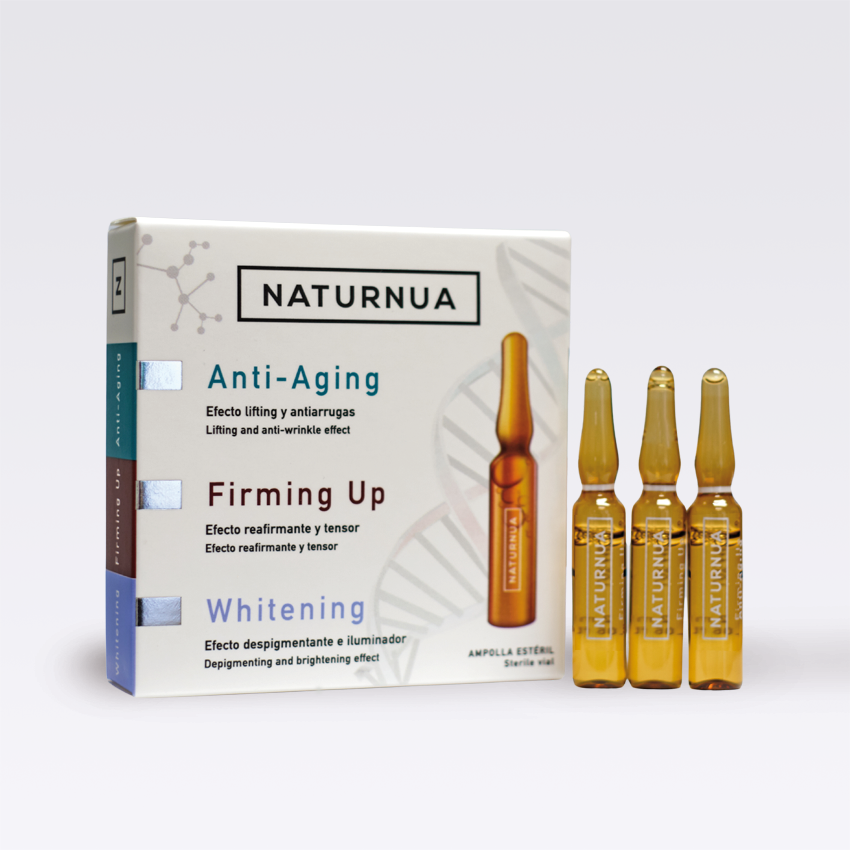 NATURNUA
Anti-Aging
Efecto lifting y antiarrugas
Lifting and anti-wrinkle effect
Firming Up
Efecto reafirmante y tensor
Efecto reafirmante y tensor
Whitening
Efecto despigmentante e iluminador
Depigmenting and brightening effect
AMPOLLA ESTÉRIL
Sterile vial
NATURNUA
N
Anti-Aging
Firming Up
Whitening
NATURNUA
Firming
NATURNUA
Firming U
NATURNUA